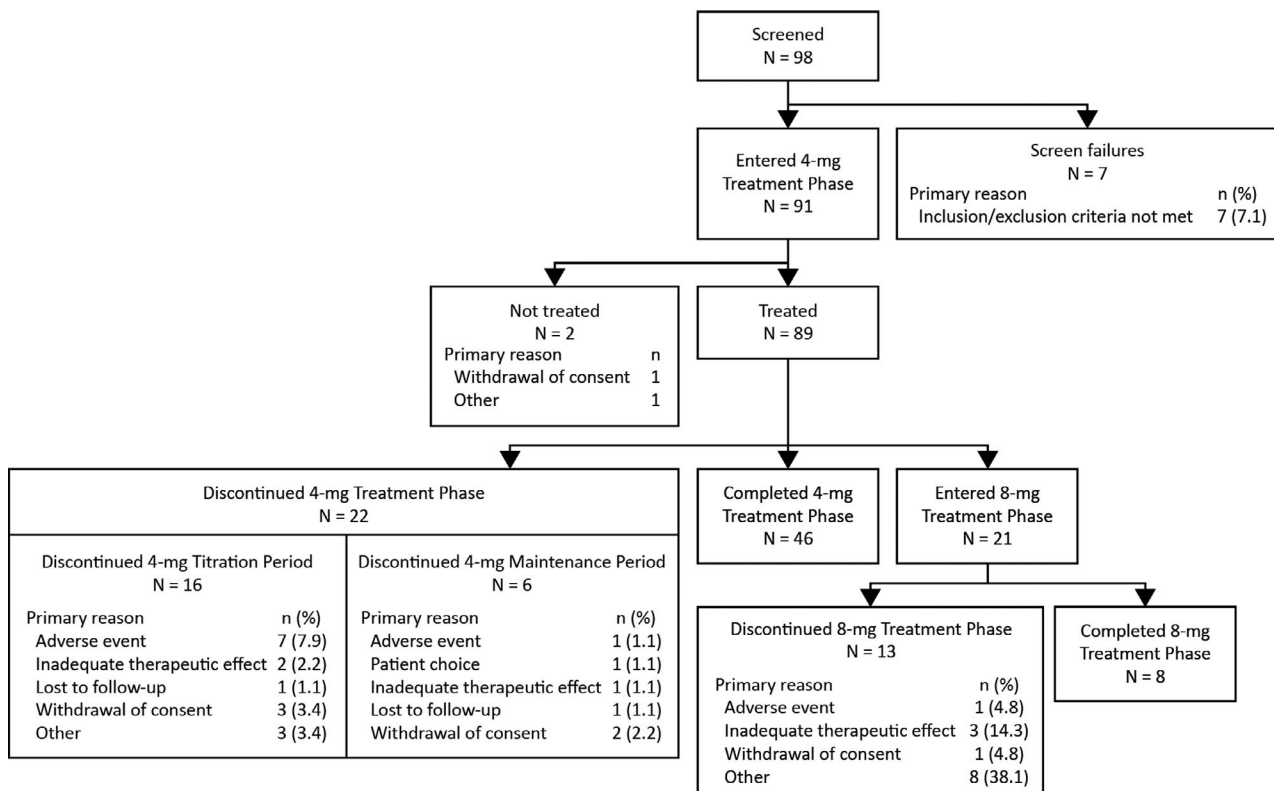 Screened
N = 98
Entered 4-mg
Treatment Phase
N = 91
Screen failures
N = 7
Primary reason n (%)
Inclusion/exclusion criteria not met 7 (7.1)
Not treated
N = 2
Primary reason n
Withdrawal of consent 1
Other 1
Treated
N = 89
Discontinued 4-mg Treatment Phase
N = 22
Discontinued 4-mg Titration Period
N = 16
Primary reason n (%)
Adverse event 7 (7.9)
Inadequate therapeutic effect 2 (2.2)
Lost to follow-up 1 (1.1)
Withdrawal of consent 3 (3.4)
Other 3 (3.4)
Discontinued 4-mg Maintenance Period
N = 6
Primary reason n (%)
Adverse event 1 (1.1)
Patient choice 1 (1.1)
Inadequate therapeutic effect 1 (1.1)
Lost to follow-up 1 (1.1)
Withdrawal of consent 2 (2.2)
Completed 4-mg
Treatment Phase
N = 46
Entered 8-mg
Treatment Phase
N = 21
Discontinued 8-mg Treatment Phase
N = 13
Primary reason n (%)
Adverse event 1 (4.8)
Inadequate therapeutic effect 3 (14.3)
Withdrawal of consent 1 (4.8)
Other 8 (38.1)
Completed 8-mg
Treatment Phase
N = 8